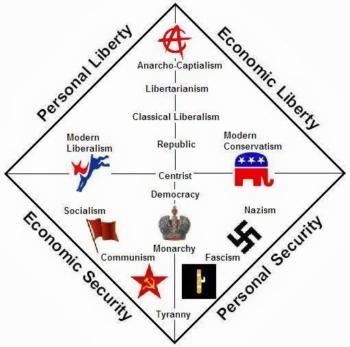 Personal Liberty
Economic Liberty
Anarcho-Captialism
Libertarianism
Classical Liberalism
Republic
Modern
Liberalism
Modern
Conservatism
Centrist
Democracy
Socialism
Nazism
Monarchy
Communism
Fascism
Tyranny
Economic Security
Personal Security